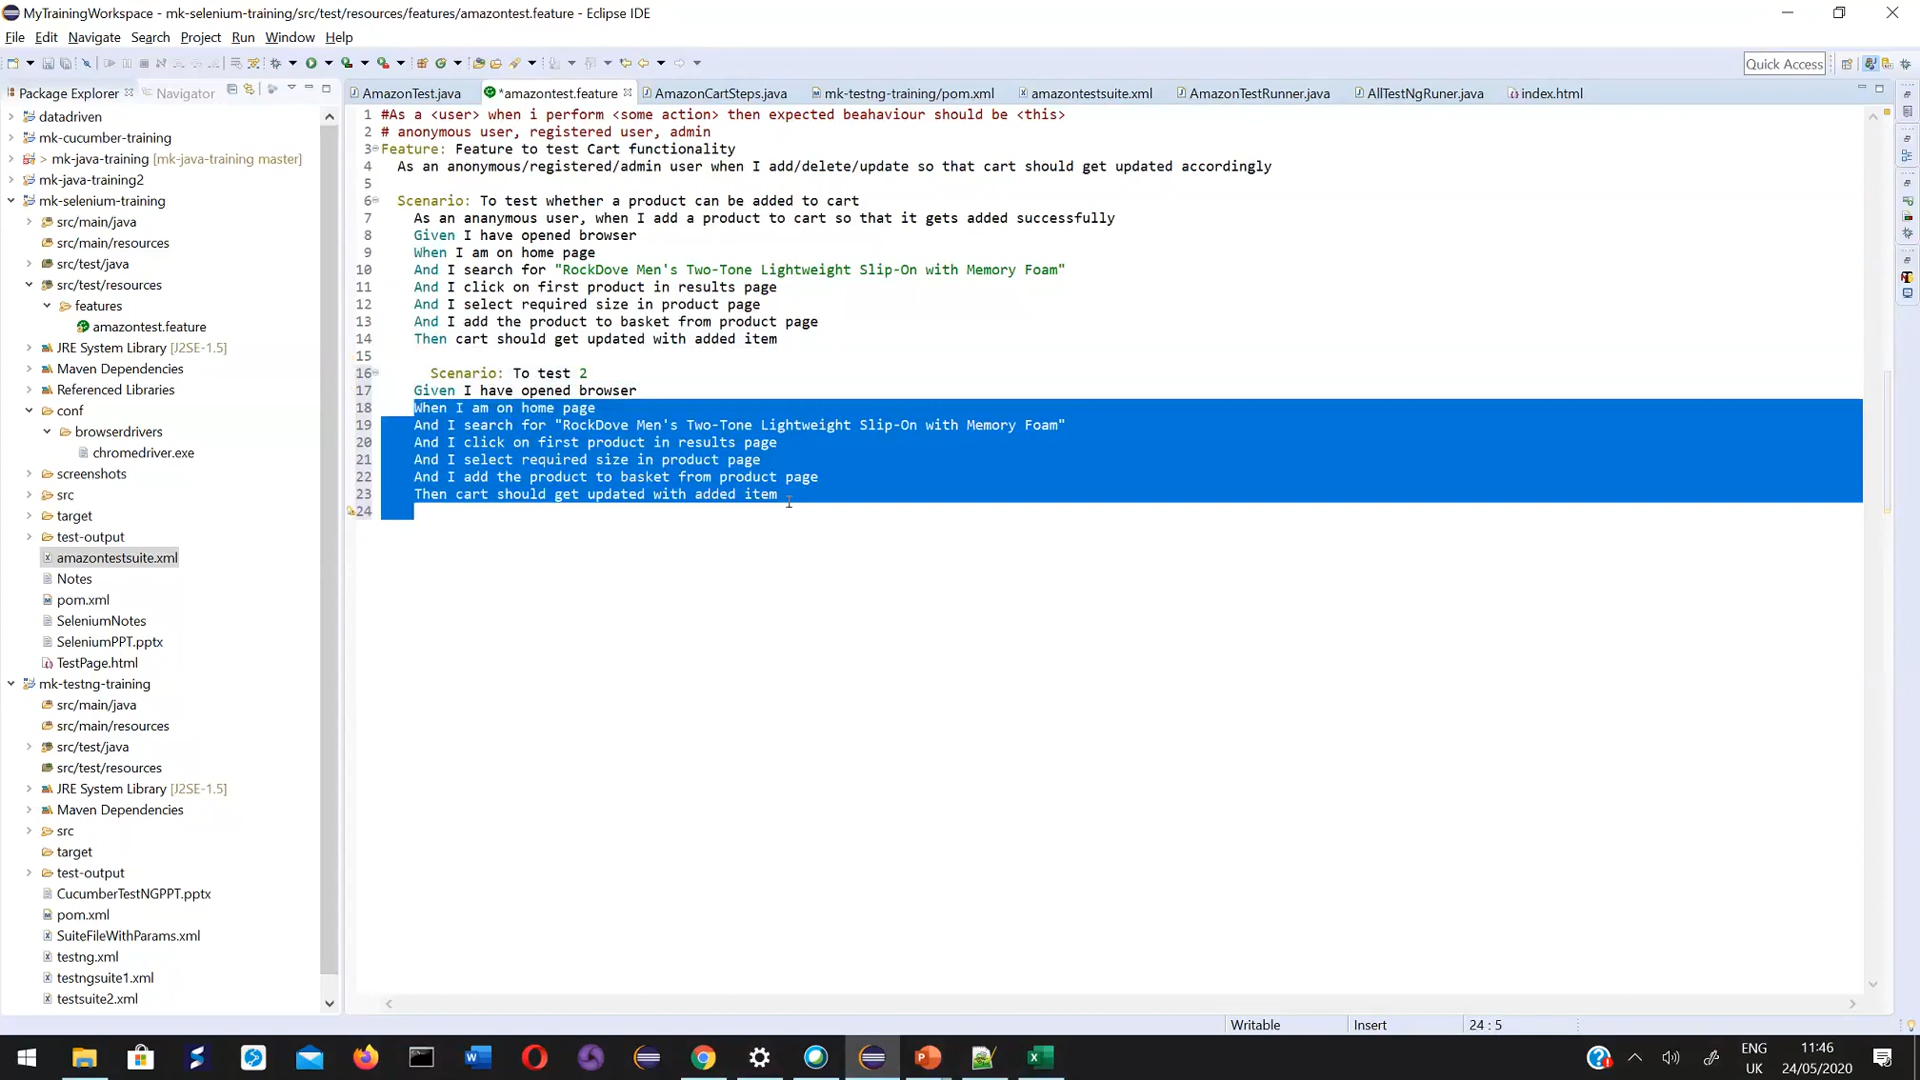 MyTrainingWorkspace - mk-selenium-training/src/test/resources/features/amazontest.feature - Eclipse IDE
File Edit Navigate Search Project Run Window Help
Quick Access
Package Explorer Navigator
AmazonTest.java *amazontest.feature AmazonCartSteps.java mk-testng-training/pom.xml amazontestsuite.xml AmazonTestRunner.java AllTestNgRuner.java index.html
datadriven
mk-cucumber-training
> mk-java-training [mk-java-training master]
mk-java-training2
mk-selenium-training
src/main/java
src/main/resources
src/test/java
src/test/resources
features
amazontest.feature
JRE System Library [J2SE-1.5]
Maven Dependencies
Referenced Libraries
conf
browserdrivers
chromedriver.exe
screenshots
src
target
test-output
amazontestsuite.xml
Notes
pom.xml
SeleniumNotes
SeleniumPPT.pptx
TestPage.html
mk-testng-training
src/main/java
src/main/resources
src/test/java
src/test/resources
JRE System Library [J2SE-1.5]
Maven Dependencies
src
target
test-output
CucumberTestNGPPT.pptx
pom.xml
SuiteFileWithParams.xml
testng.xml
testngsuite1.xml
testsuite2.xml
1 #As a <user> when i perform <some action> then expected beahaviour should be <this>
2 # anonymous user, registered user, admin
3 Feature: Feature to test Cart functionality
4 As an anonymous/registered/admin user when I add/delete/update so that cart should get updated accordingly
5
6 Scenario: To test whether a product can be added to cart
7 As an ananymous user, when I add a product to cart so that it gets added successfully
8 Given I have opened browser
9 When I am on home page
10 And I search for "RockDove Men's Two-Tone Lightweight Slip-On with Memory Foam"
11 And I click on first product in results page
12 And I select required size in product page
13 And I add the product to basket from product page
14 Then cart should get updated with added item
15
16 Scenario: To test 2
17 Given I have opened browser
18 When I am on home page
19 And I search for "RockDove Men's Two-Tone Lightweight Slip-On with Memory Foam"
20 And I click on first product in results page
21 And I select required size in product page
22 And I add the product to basket from product page
23 Then cart should get updated with added item
24
Writable Insert 24 : 5
ENG 11:46
UK 24/05/2020